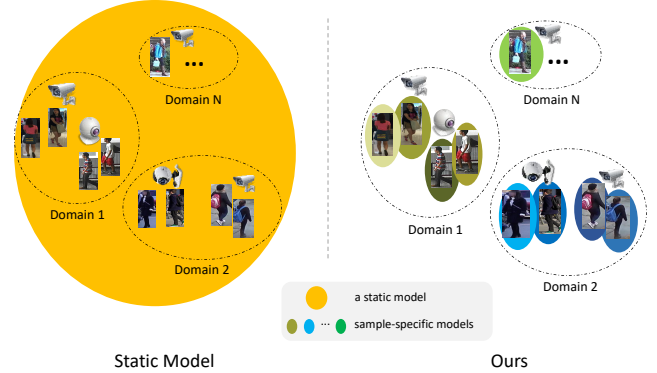 ...
Domain N
Domain 1
Domain 2
...
Domain N
Domain 1
Domain 2
a static model
... sample-specific models
Static Model
Ours